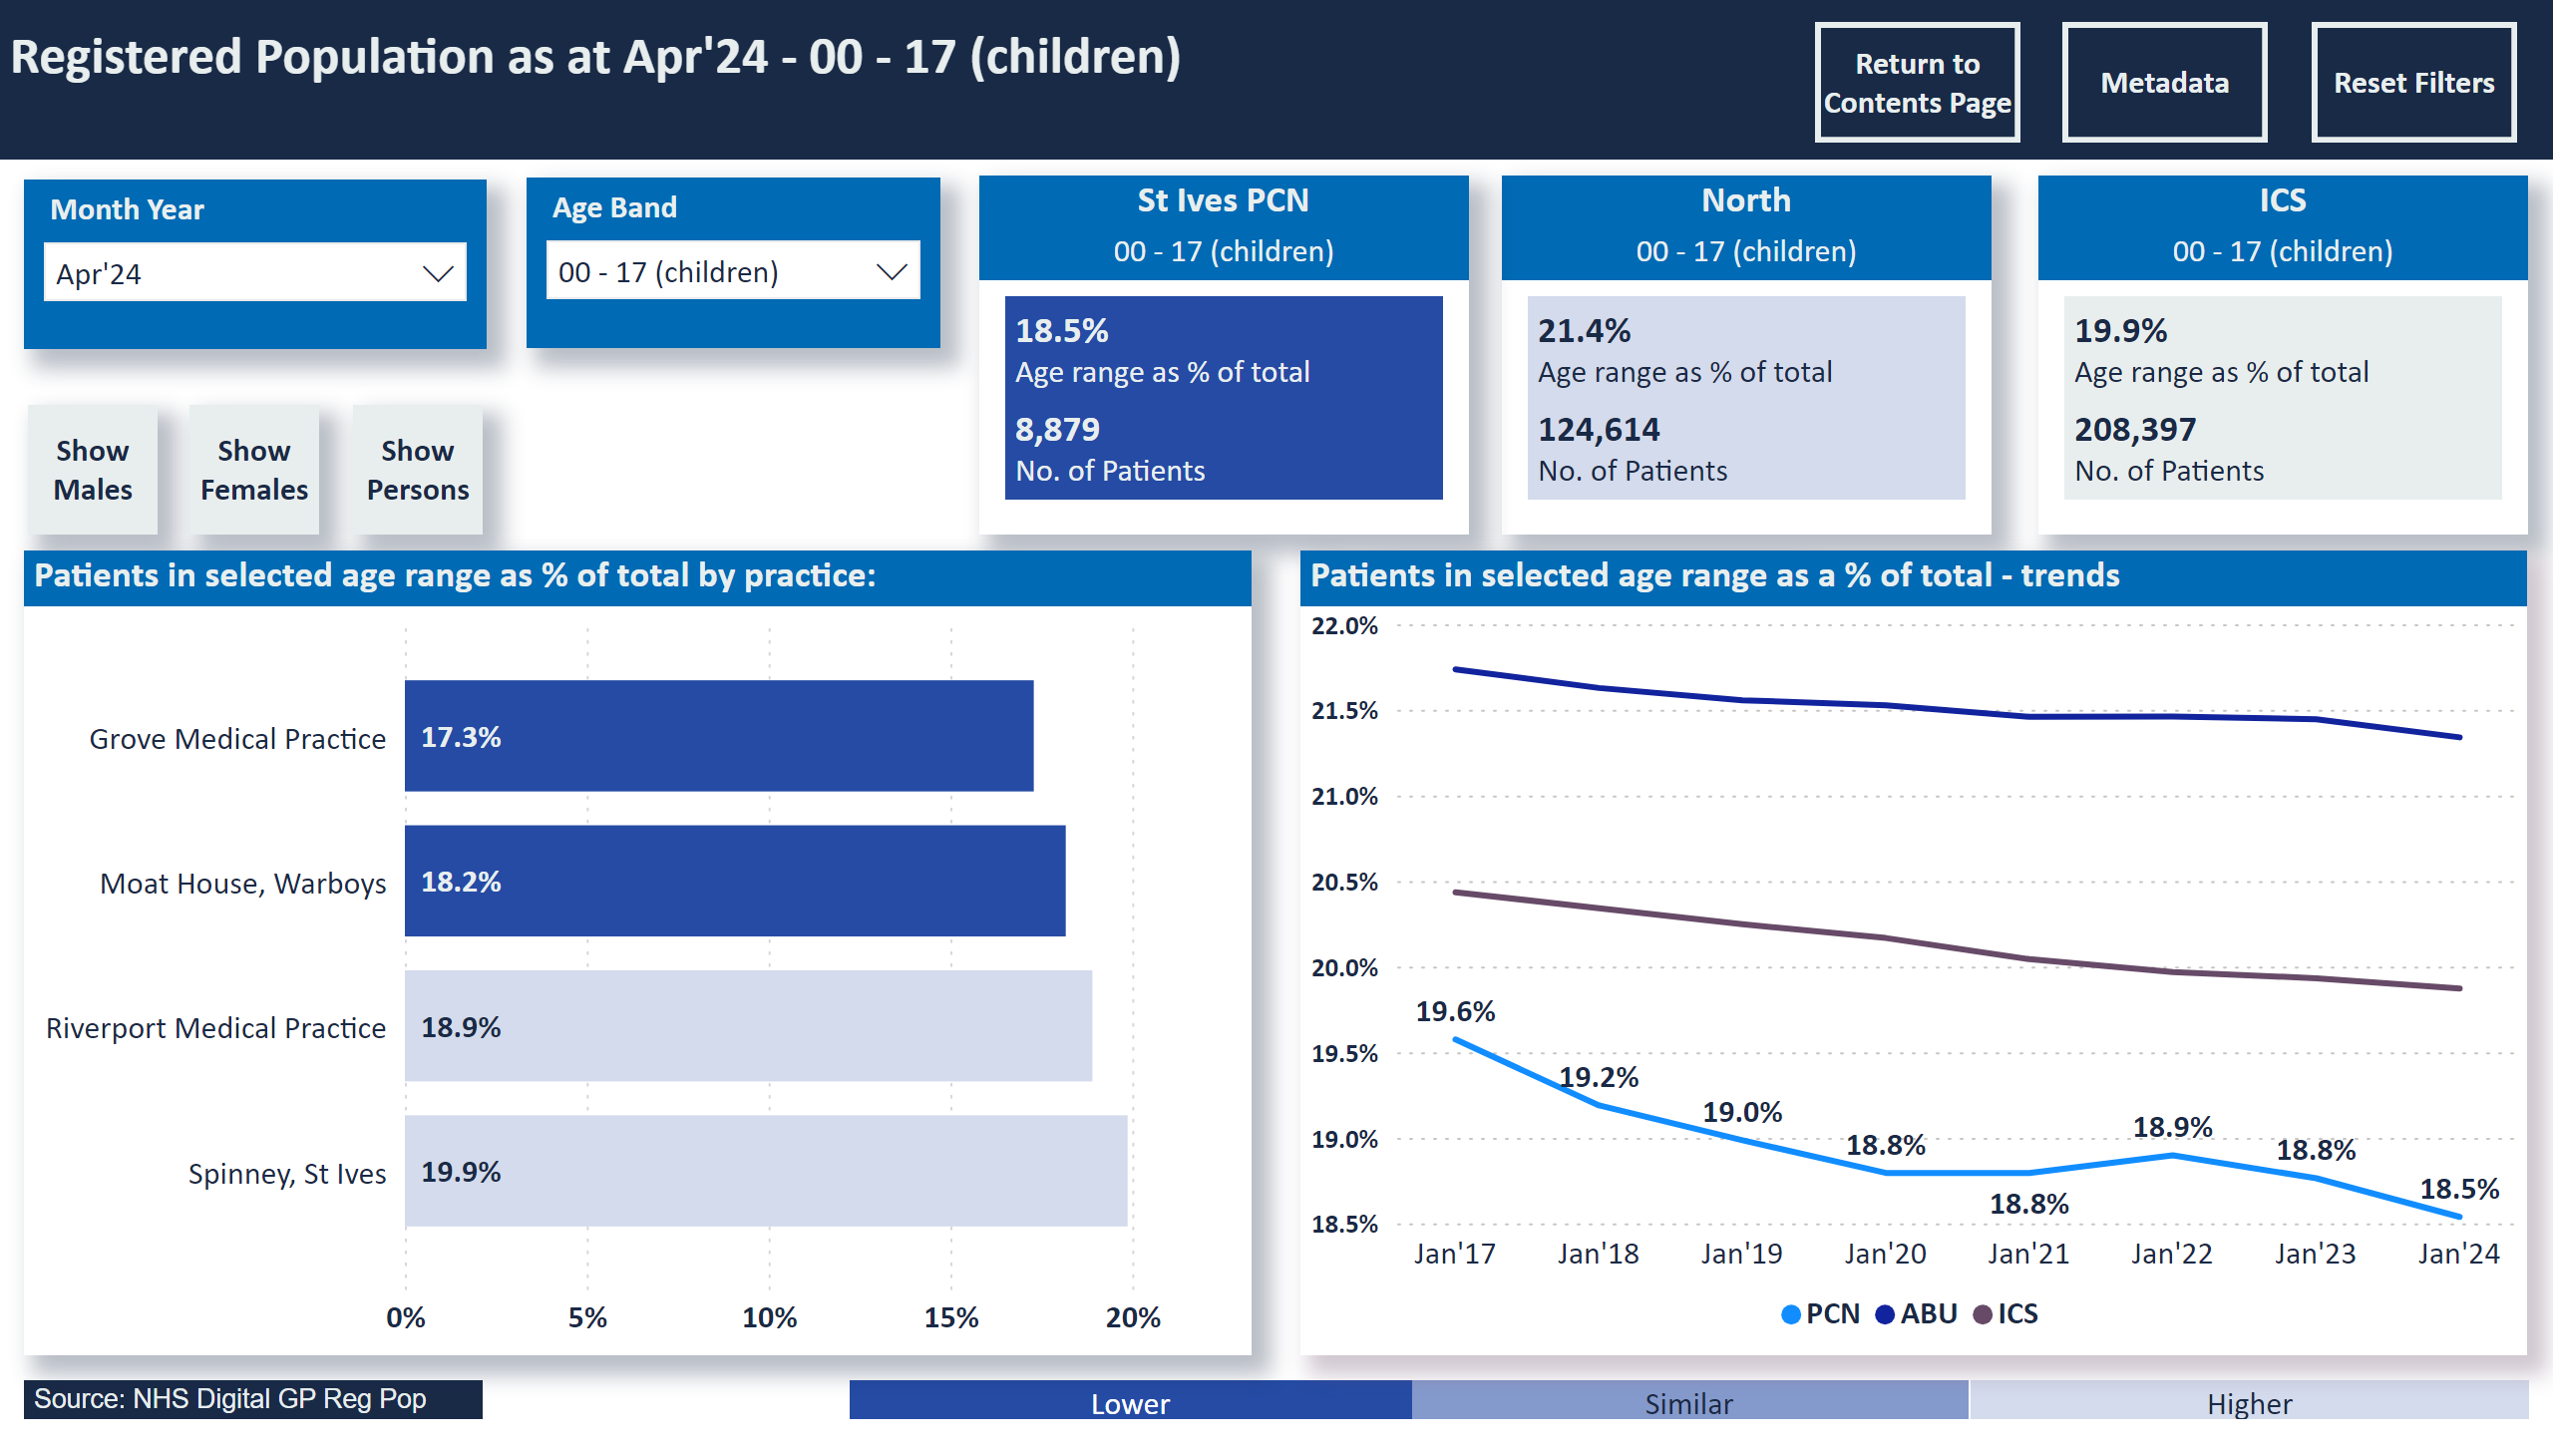 Registered Population as at Apr'24 - 00 - 17 (children)
Return to
Contents Page
Metadata
Reset Filters
Month Year
Apr'24
Age Band
00 - 17 (children)
St Ives PCN
00 - 17 (children)
18.5%
Age range as % of total
8,879
No. of Patients
North
00 - 17 (children)
21.4%
Age range as % of total
124,614
No. of Patients
ICS
00 - 17 (children)
19.9%
Age range as % of total
208,397
No. of Patients
Show
Males
Show
Females
Show
Persons
Patients in selected age range as % of total by practice:
Grove Medical Practice
17.3%
Moat House, Warboys
18.2%
Riverport Medical Practice
18.9%
Spinney, St Ives
19.9%
0%
5%
10%
15%
20%
Patients in selected age range as a % of total - trends
22.0%
21.5%
21.0%
20.5%
20.0%
19.5%
19.0%
18.5%
19.6%
19.2%
19.0%
18.8%
18.8%
18.9%
18.8%
18.5%
Jan'17
Jan'18
Jan'19
Jan'20
Jan'21
Jan'22
Jan'23
Jan'24
PCN
ABU
ICS
Source: NHS Digital GP Reg Pop
Lower
Similar
Higher